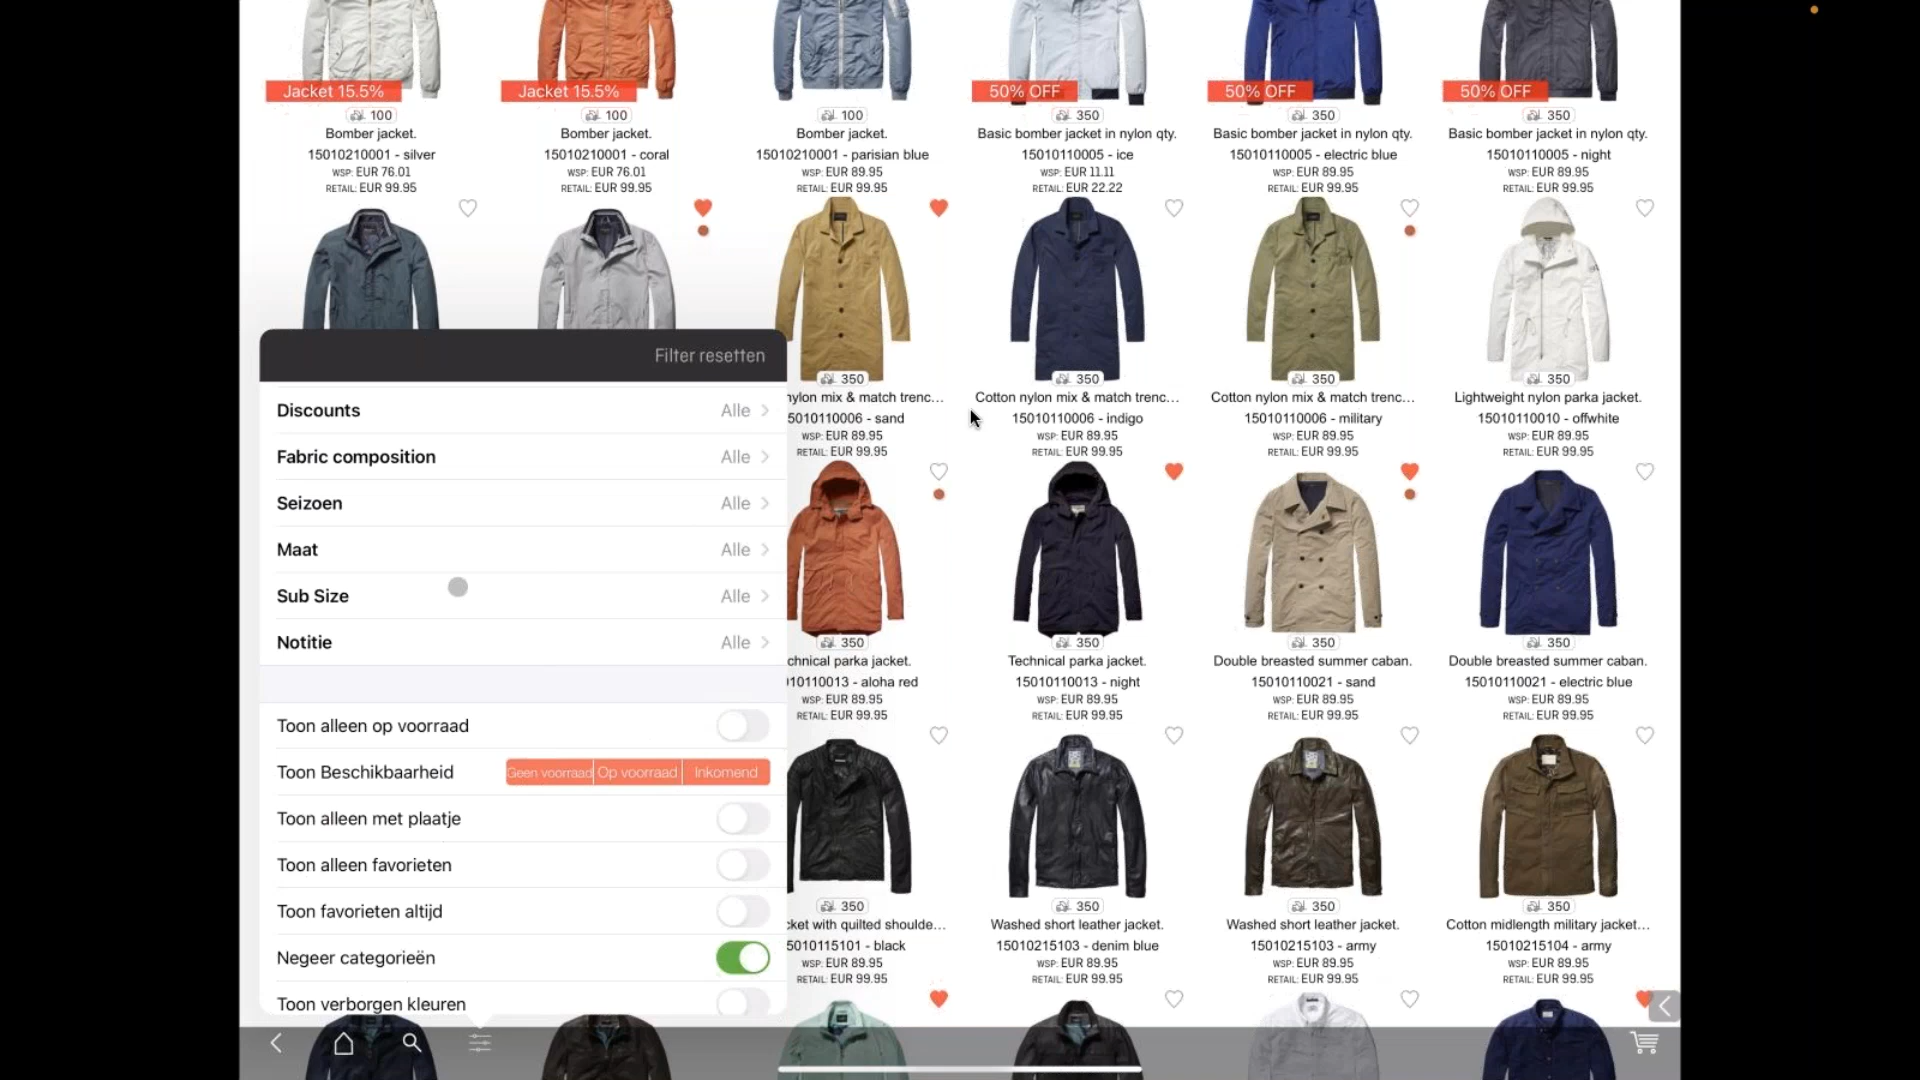 Jacket 15.5%
Jacket 15.5%
50% OFF
50% OFF
50% OFF
100
100
100
350
350
350
Bomber jacket.
Bomber jacket.
Bomber jacket.
Basic bomber jacket in nylon qty.
Basic bomber jacket in nylon qty.
Basic bomber jacket in nylon qty.
15010210001 - silver
15010210001 - coral
15010210001 - parisian blue
15010110005 - ice
15010110005 - electric blue
15010110005 - night
WSP: EUR 76.01
WSP: EUR 76.01
WSP: EUR 89.95
WSP: EUR 11.11
WSP: EUR 89.95
WSP: EUR 89.95
RETAIL: EUR 99.95
RETAIL: EUR 99.95
RETAIL: EUR 99.95
RETAIL: EUR 22.22
RETAIL: EUR 99.95
RETAIL: EUR 99.95
Filter resetten
Discounts Alle
Fabric composition Alle
Seizoen Alle
Maat Alle
Sub Size Alle
Notitie Alle
Toon alleen op voorraad
Toon Beschikbaarheid Geen voorraad Op voorraad Inkomend
Toon alleen met plaatje
Toon alleen favorieten
Toon favorieten altijd
Negeer categorieën
Toon verborgen kleuren
350
350
350
350
nylon mix & match trenc...
Cotton nylon mix & match trenc...
Cotton nylon mix & match trenc...
Lightweight nylon parka jacket.
5010110006 - sand
15010110006 - indigo
15010110006 - military
15010110010 - offwhite
WSP: EUR 89.95
WSP: EUR 89.95
WSP: EUR 89.95
WSP: EUR 89.95
RETAIL: EUR 99.95
RETAIL: EUR 99.95
RETAIL: EUR 99.95
RETAIL: EUR 99.95
350
350
350
350
chnical parka jacket.
Technical parka jacket.
Double breasted summer caban.
Double breasted summer caban.
010110013 - aloha red
15010110013 - night
15010110021 - sand
15010110021 - electric blue
WSP: EUR 89.95
WSP: EUR 89.95
WSP: EUR 89.95
WSP: EUR 89.95
RETAIL: EUR 99.95
RETAIL: EUR 99.95
RETAIL: EUR 99.95
RETAIL: EUR 99.95
350
350
350
350
cket with quilted shoulde...
Washed short leather jacket.
Washed short leather jacket.
Cotton midlength military jacket...
5010115101 - black
15010215103 - denim blue
15010215103 - army
15010215104 - army
WSP: EUR 89.95
WSP: EUR 89.95
WSP: EUR 89.95
WSP: EUR 89.95
RETAIL: EUR 99.95
RETAIL: EUR 99.95
RETAIL: EUR 99.95
RETAIL: EUR 99.95